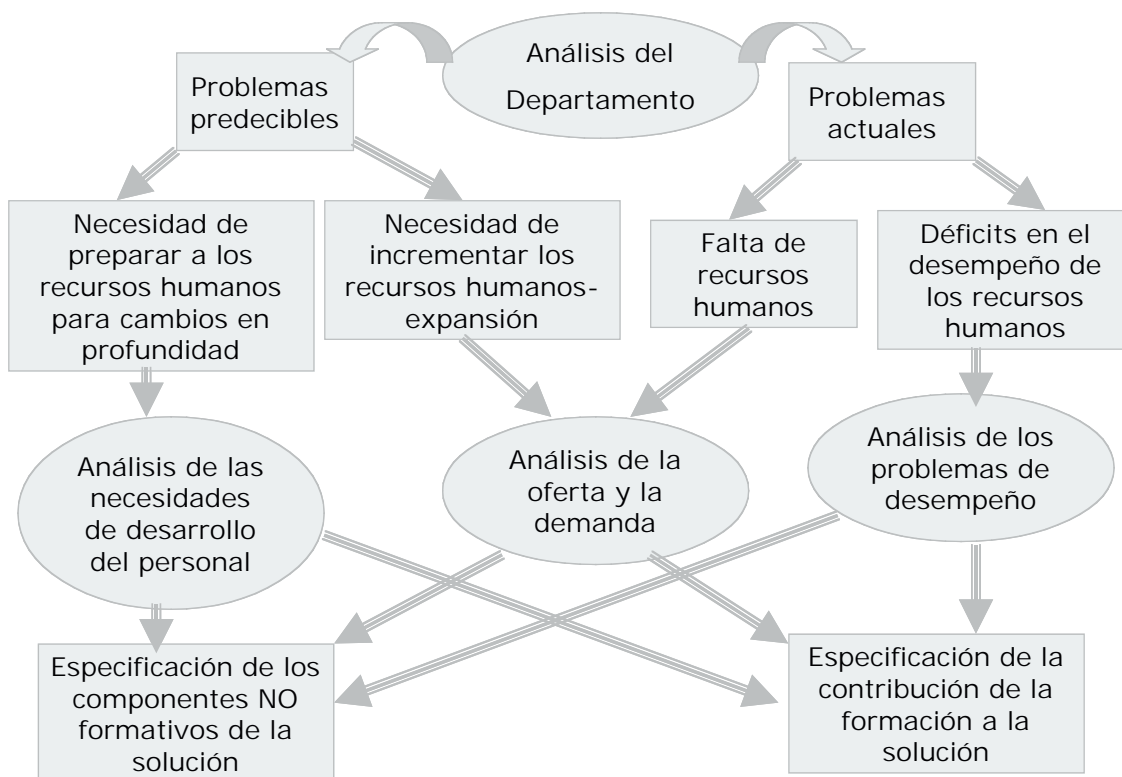 Análisis del
Departamento
Problemas
predecibles
Problemas
actuales
Necesidad de
preparar a los
recursos humanos
para cambios en
profundidad
Necesidad de
incrementar los
recursos humanos-
expansión
Falta de
recursos
humanos
Déficits en el
desempeño de
los recursos
humanos
Análisis de las
necesidades
de desarrollo
del personal
Análisis de la
oferta y la
demanda
Análisis de los
problemas de
desempeño
Especificación de los
componentes NO
formativos de la
solución
Especificación de la
contribución de la
formación a la
solución